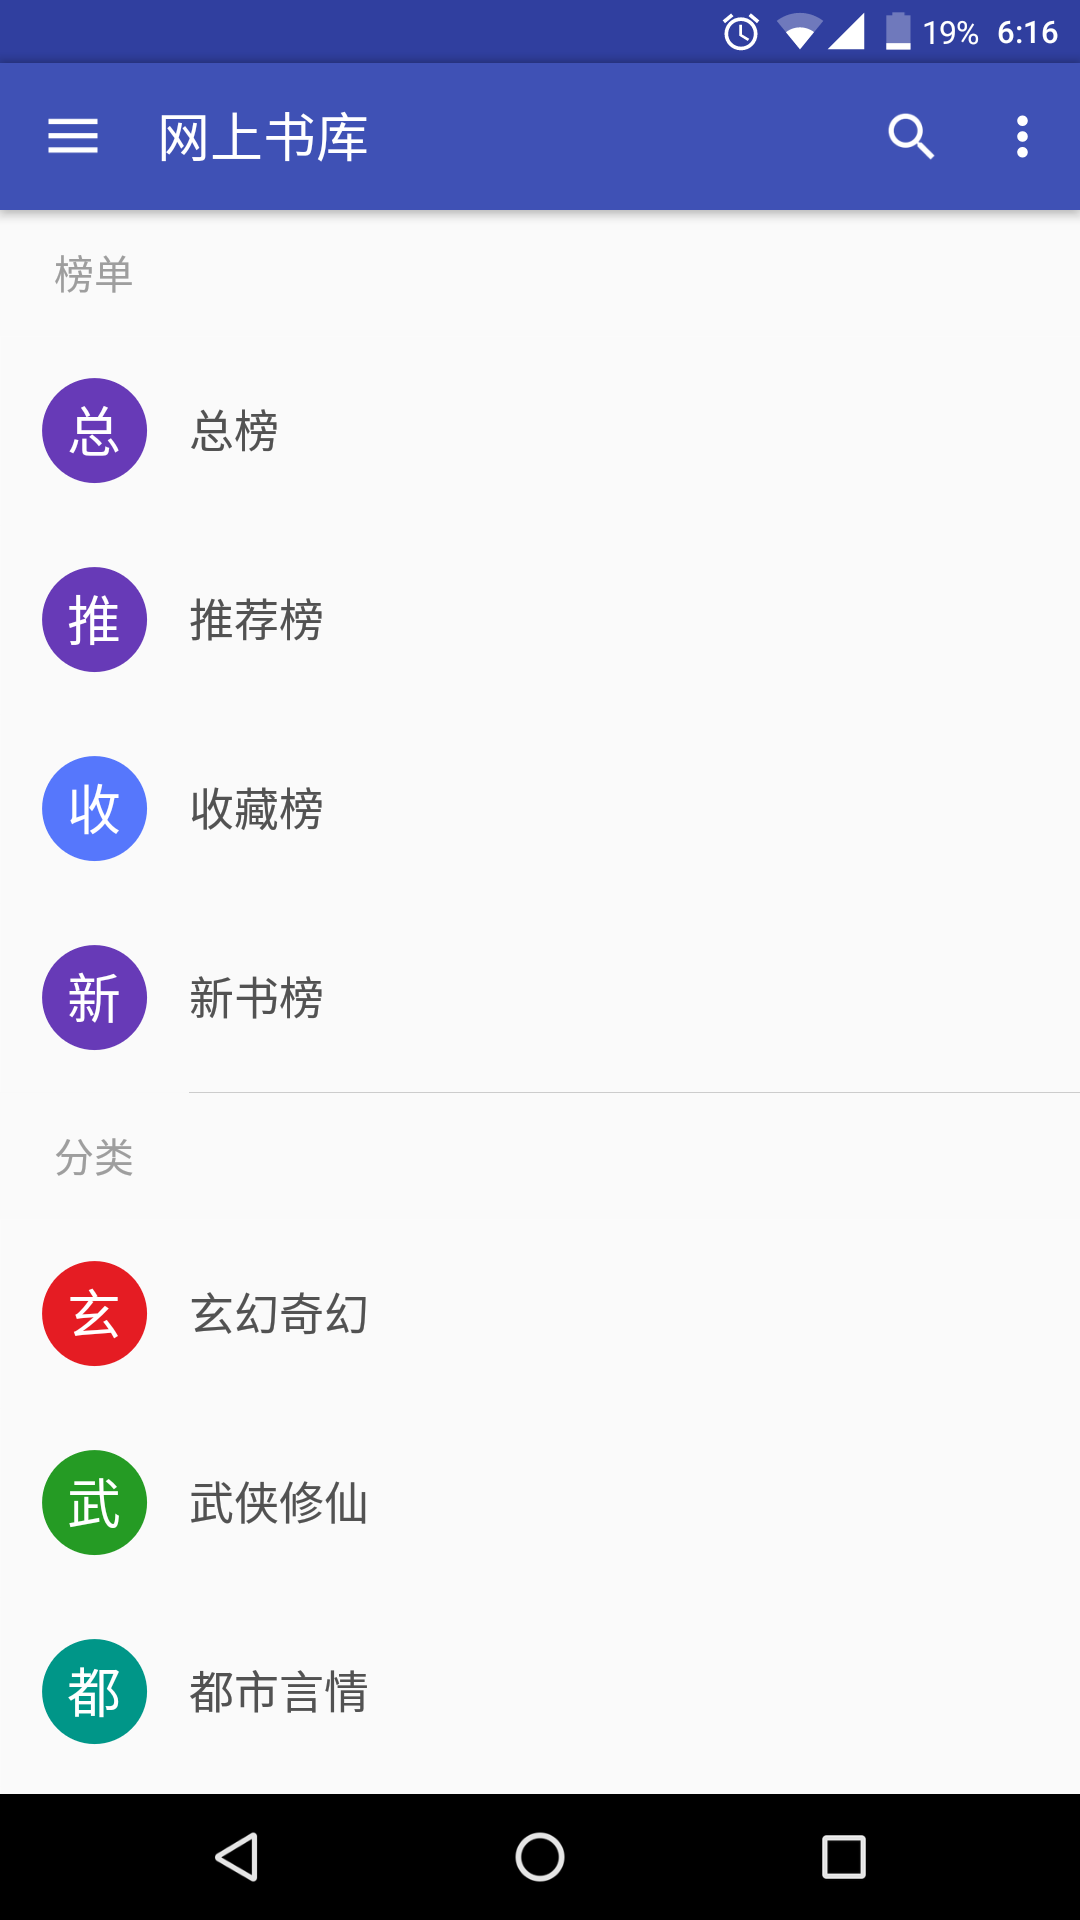 19% 6:16
网上书库
榜单
总 总榜
推 推荐榜
收 收藏榜
新 新书榜
分类
玄 玄幻奇幻
武 武侠修仙
都 都市言情